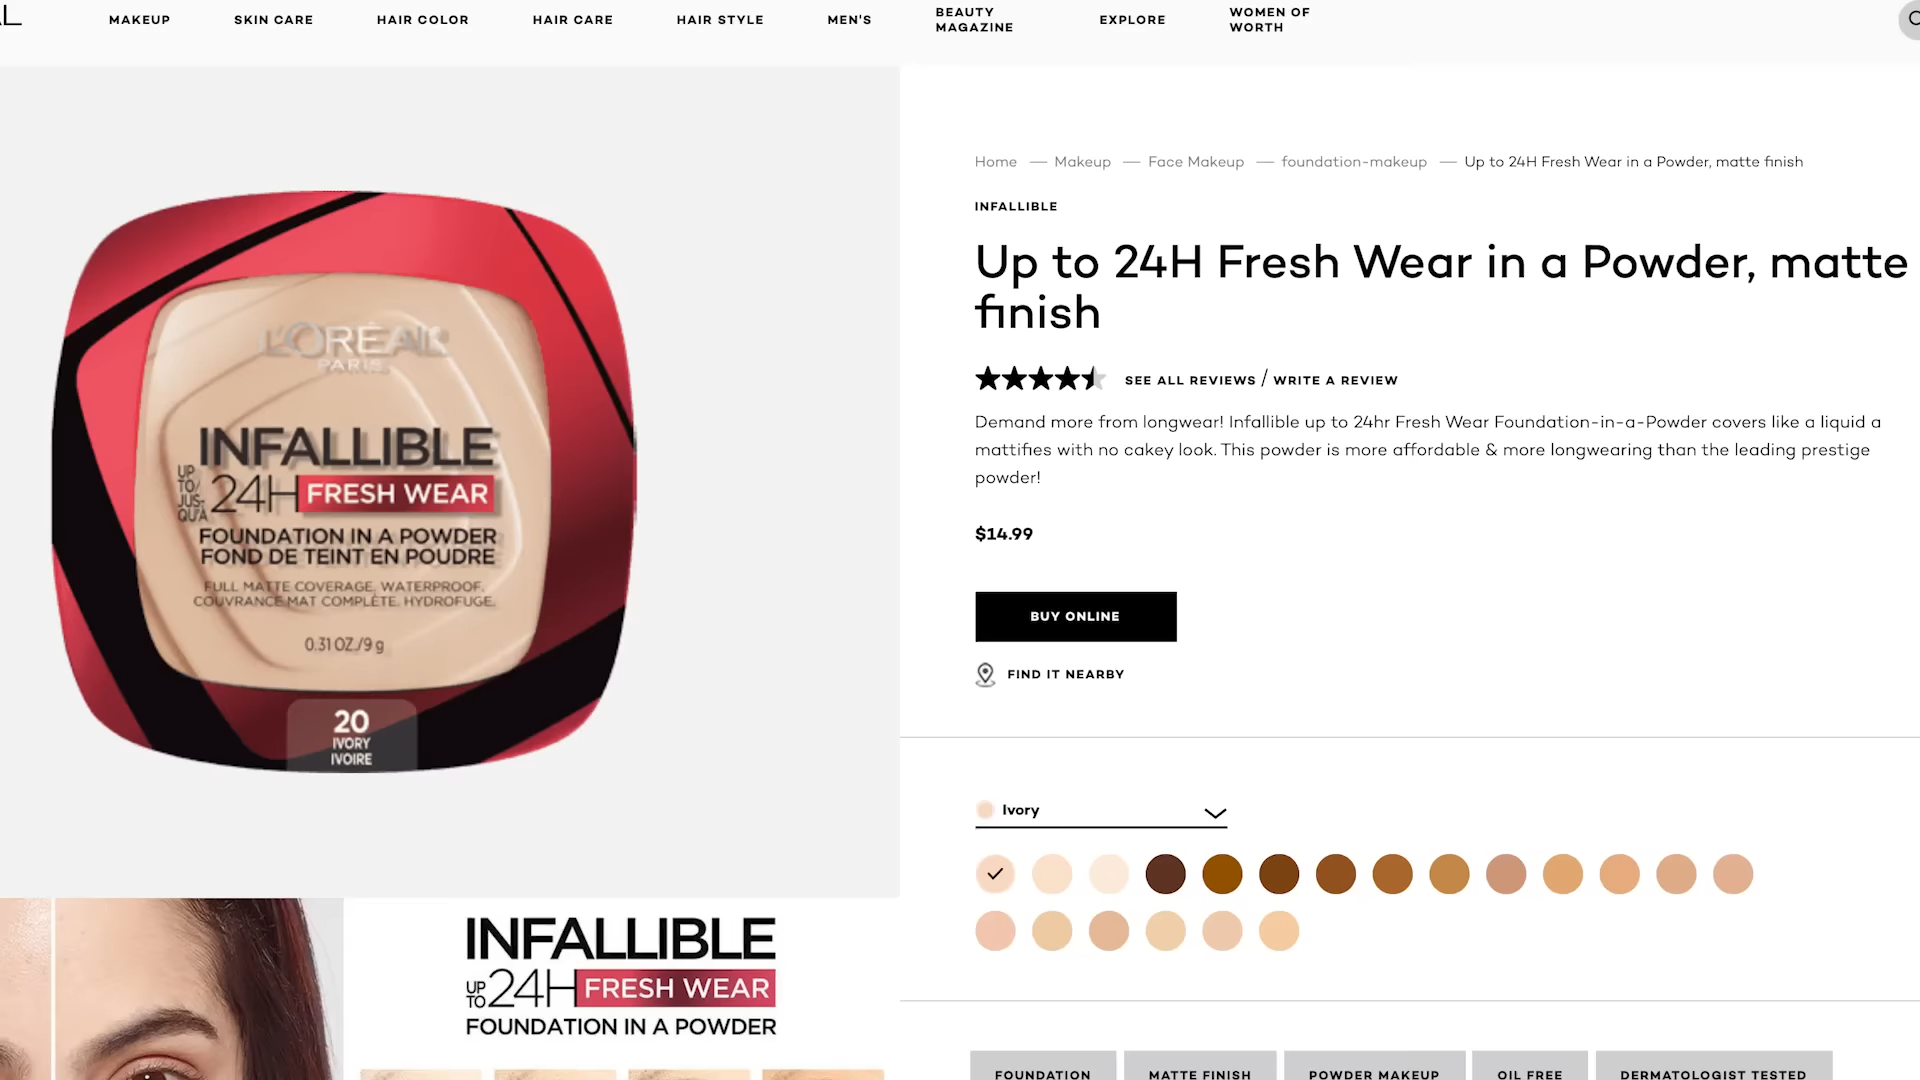 MAKEUP
SKIN CARE
HAIR COLOR
HAIR CARE
HAIR STYLE
MEN'S
BEAUTY
MAGAZINE
EXPLORE
WOMEN OF
WORTH
L'ORÉAL
PARIS
INFALLIBLE
UP TO/ JUS- QU'À 24H FRESH WEAR
FOUNDATION IN A POWDER
FOND DE TEINT EN POUDRE
FULL MATTE COVERAGE. WATERPROOF.
COUVRANCE MAT COMPLÈTE. HYDROFUGE.
0.31 OZ./9 g
20
IVORY
IVOIRE
Home — Makeup — Face Makeup — foundation-makeup — Up to 24H Fresh Wear in a Powder, matte finish
INFALLIBLE
Up to 24H Fresh Wear in a Powder, matte
finish
SEE ALL REVIEWS / WRITE A REVIEW
Demand more from longwear! Infallible up to 24hr Fresh Wear Foundation-in-a-Powder covers like a liquid a
mattifies with no cakey look. This powder is more affordable & more longwearing than the leading prestige
powder!
$14.99
BUY ONLINE
FIND IT NEARBY
Ivory
INFALLIBLE
UP TO 24H FRESH WEAR
FOUNDATION IN A POWDER
FOUNDATION
MATTE FINISH
POWDER MAKEUP
OIL FREE
DERMATOLOGIST TESTED